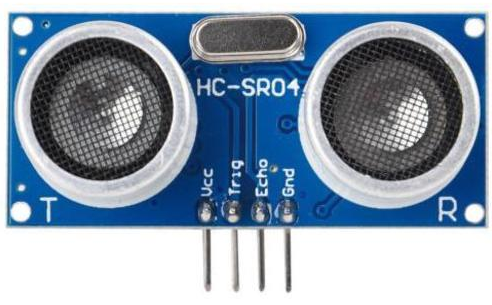 HC-SR04
Vcc
Trig
Echo
Gnd
T
R